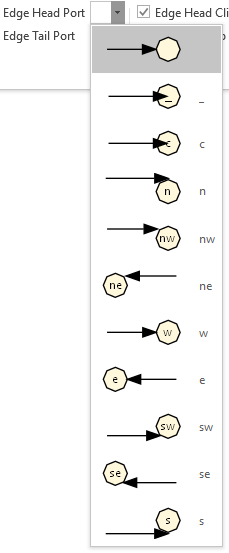 Edge Head Port
Edge Head Cli
Edge Tail Port
_ _
c c
n n
nw nw
ne ne
w w
e e
sw sw
se se
s s